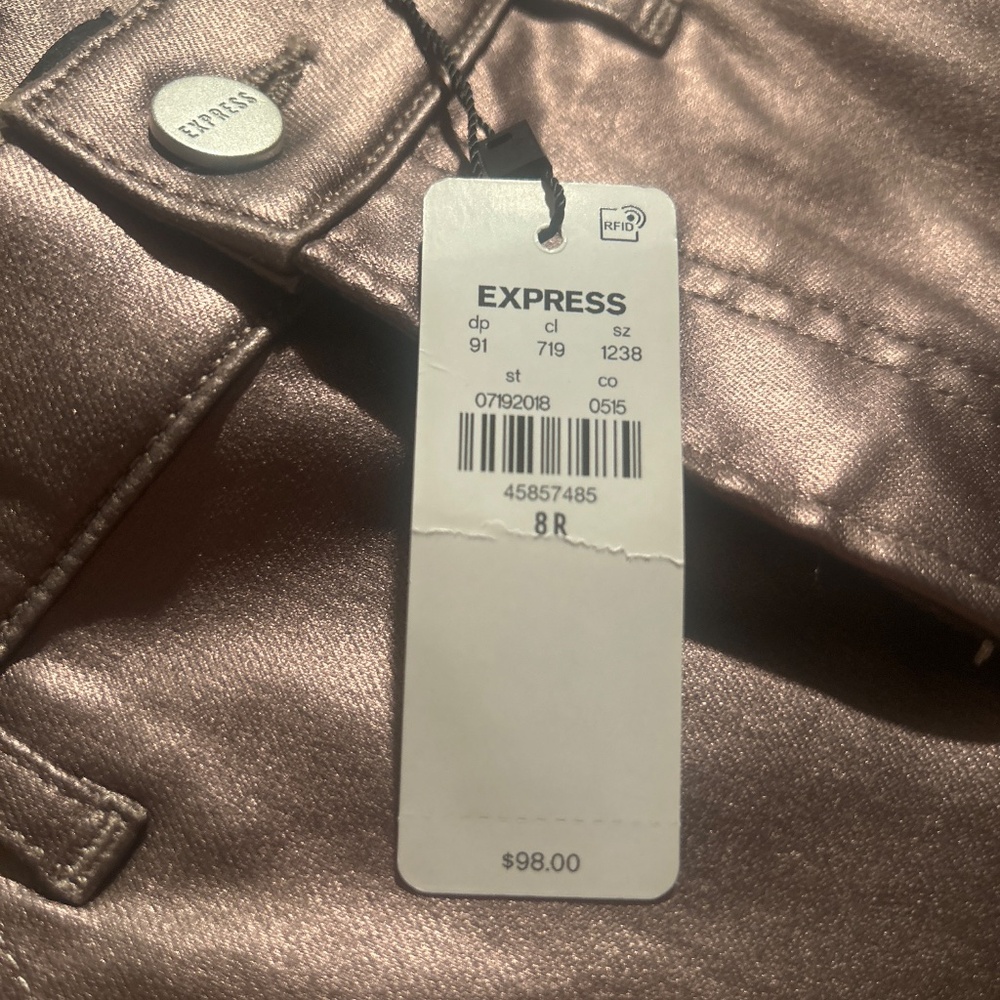 EXPRESS
RFID
EXPRESS
dp cl sz
91 719 1238
st co
07192018 0515
45857485
8R
$98.00